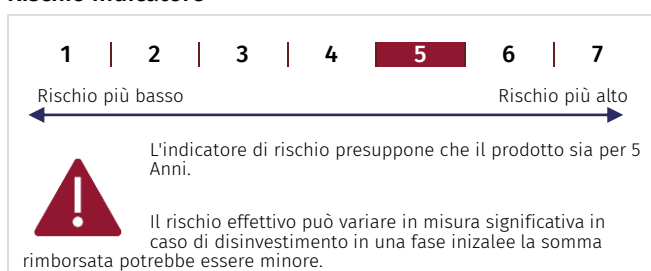 1 | 2 | 3 | 4 | 5 | 6 | 7
Rischio più basso Rischio più alto
L'indicatore di rischio presuppone che il prodotto sia per 5
Anni.
Il rischio effettivo può variare in misura significativa in
caso di disinvestimento in una fase inizalee la somma
rimborsata potrebbe essere minore.